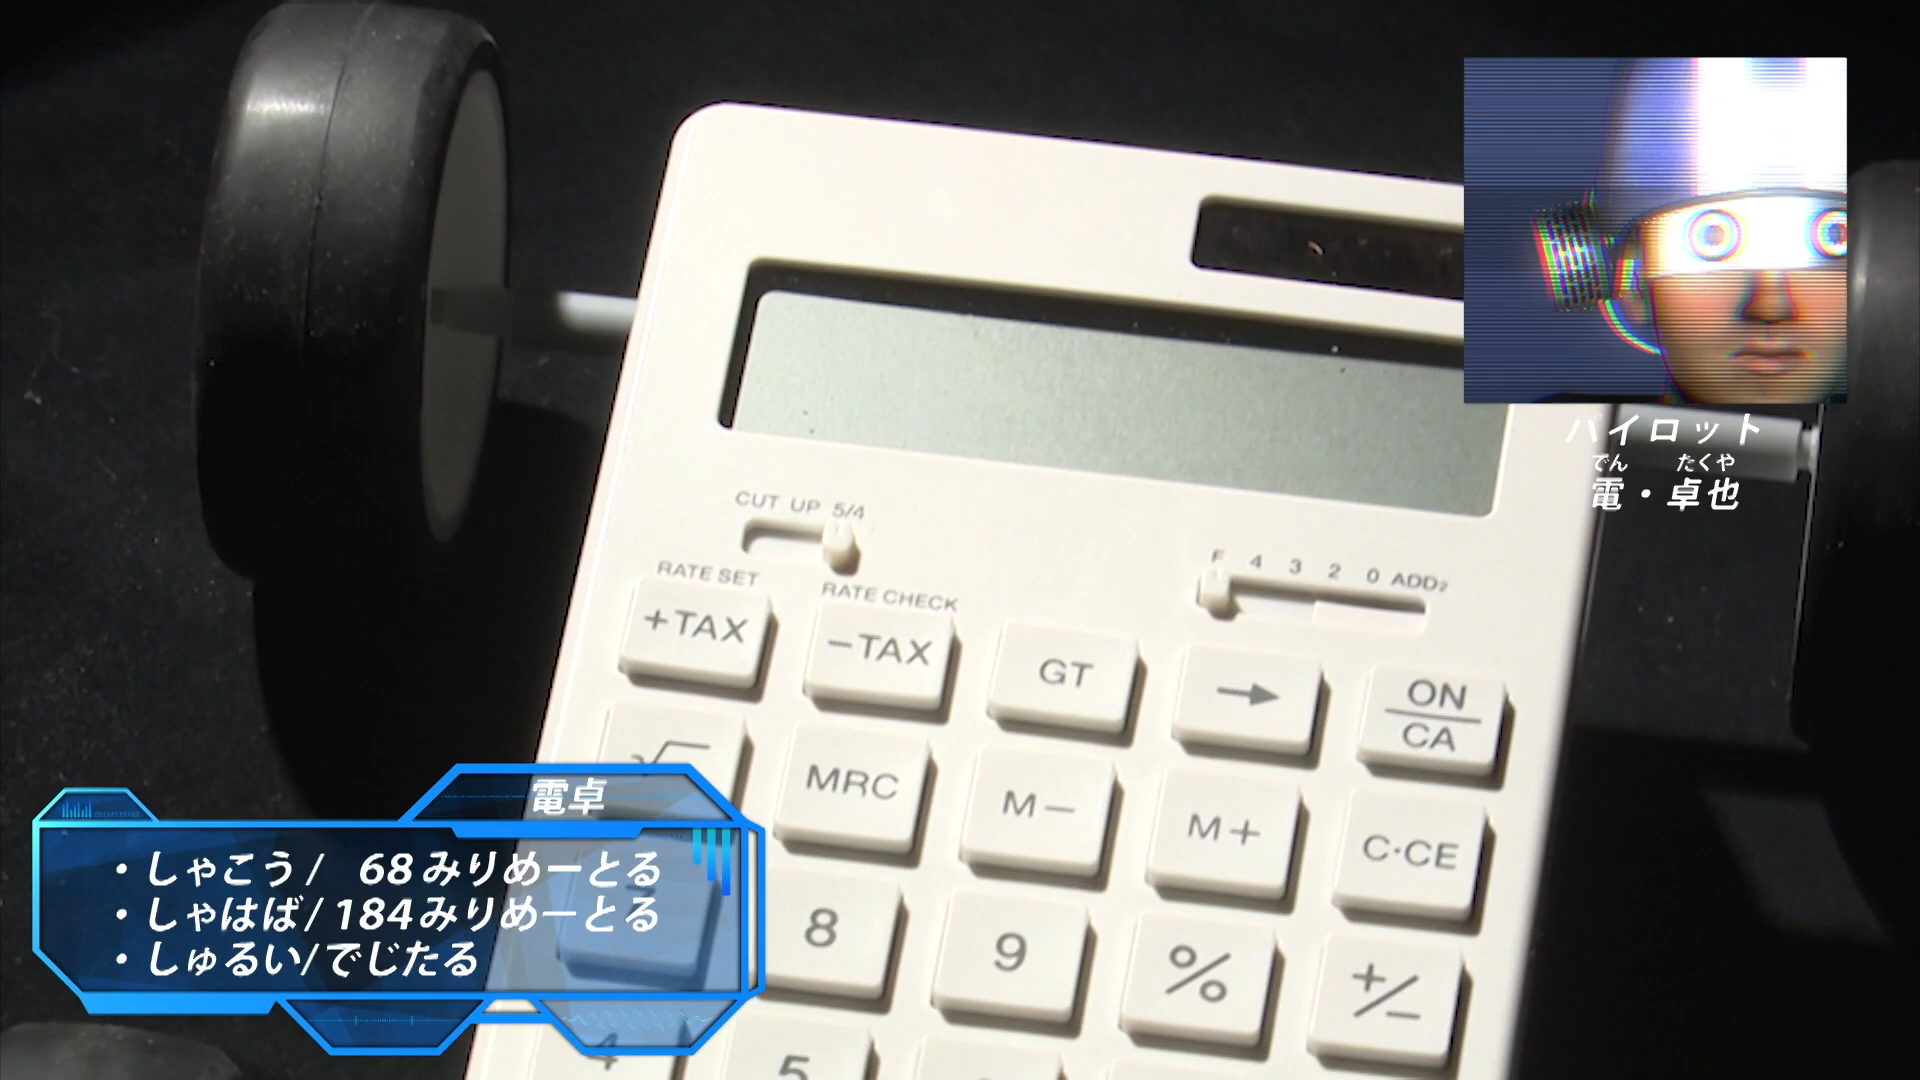 パイロット
でん たくや
電・卓也
CUT UP 5/4
F 4 3 2 0 ADD2
RATE SET
RATE CHECK
+TAX
−TAX
GT
→
ON
CA
√
MRC
M−
M+
C·CE
8
9
%
+/−
4
5
電卓
・しゃこう/ 68みりめーとる
・しゃはば/184みりめーとる
・しゅるい/でじたる